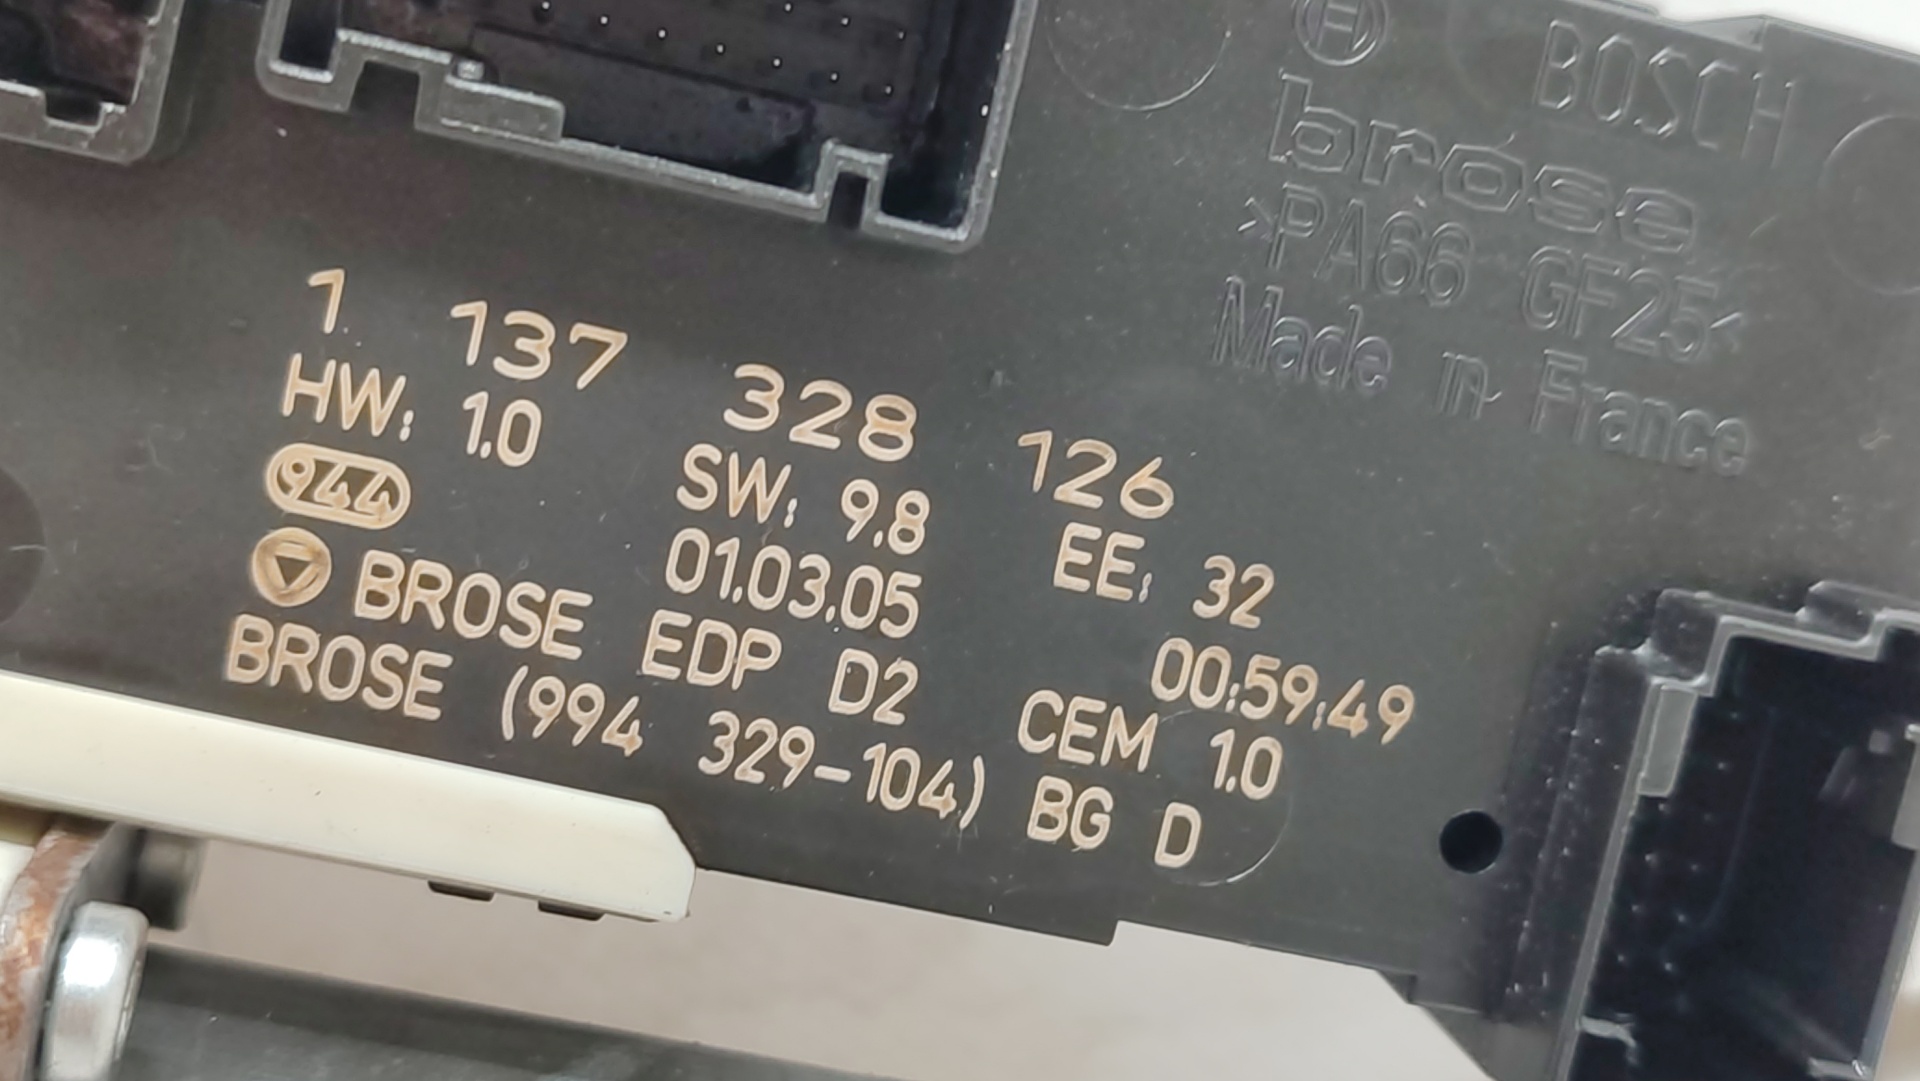 BOSCH
brose
>PA66 GF25<
Made in France
1 137 328 126
HW: 1.0 SW: 9.8 EE: 32
944 01.03.05 00:59:49
BROSE EDP D2 CEM 1.0
BROSE (994 329-104) BG D